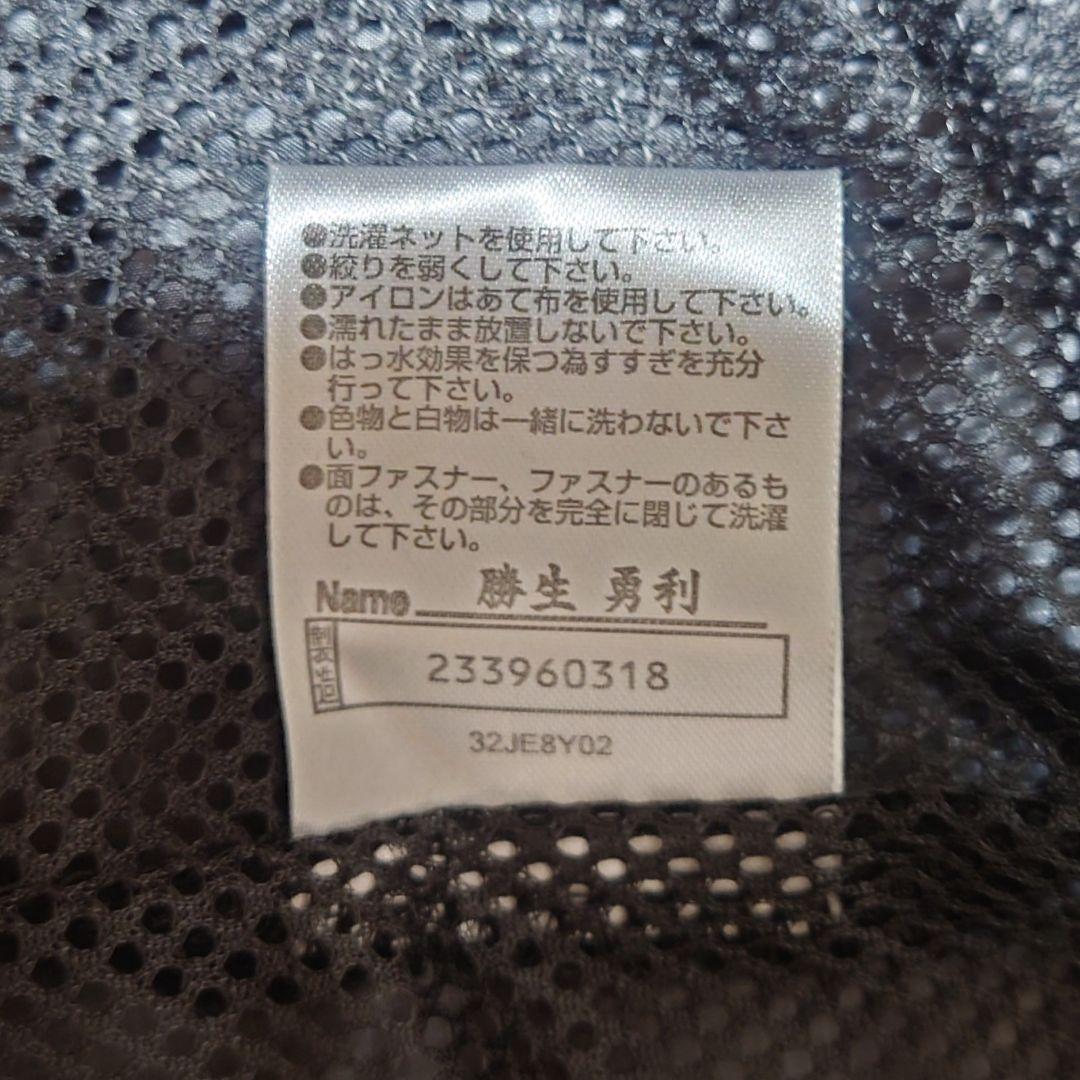 ●洗濯ネットを使用して下さい。
●絞りを弱くして下さい。
●アイロンはあて布を使用して下さい。
●濡れたまま放置しないで下さい。
●はっ水効果を保つ為すすぎを充分
行って下さい。
●色物と白物は一緒に洗わないで下さ
い。
●面ファスナー、ファスナーのあるも
のは、その部分を完全に閉じて洗濯
して下さい。
Name 勝生 勇利
233960318
32JE8Y02